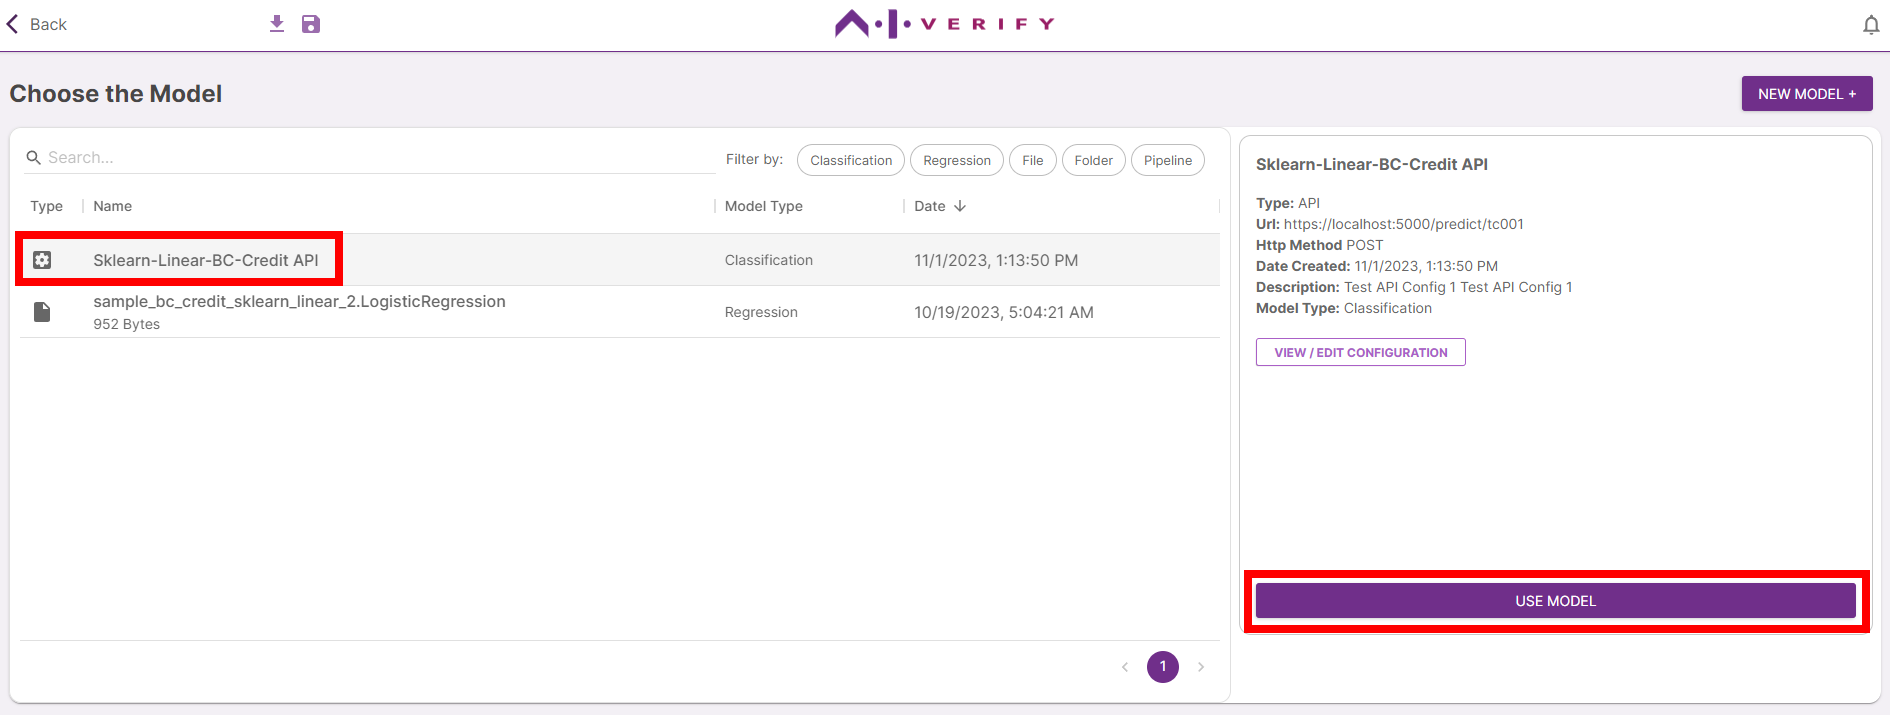 Back
A·I·VERIFY
Choose the Model
NEW MODEL +
Search...
Filter by: Classification Regression File Folder Pipeline
Type Name Model Type Date
Sklearn-Linear-BC-Credit API Classification 11/1/2023, 1:13:50 PM
sample_bc_credit_sklearn_linear_2.LogisticRegression
952 Bytes
Regression 10/19/2023, 5:04:21 AM
1
Sklearn-Linear-BC-Credit API
Type: API
Url: https://localhost:5000/predict/tc001
Http Method POST
Date Created: 11/1/2023, 1:13:50 PM
Description: Test API Config 1 Test API Config 1
Model Type: Classification
VIEW / EDIT CONFIGURATION
USE MODEL